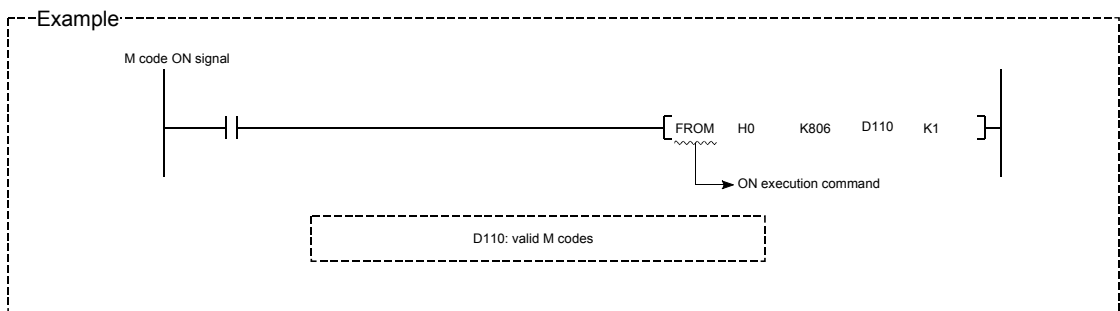 Example
M code ON signal
FROM H0 K806 D110 K1
ON execution command
D110: valid M codes